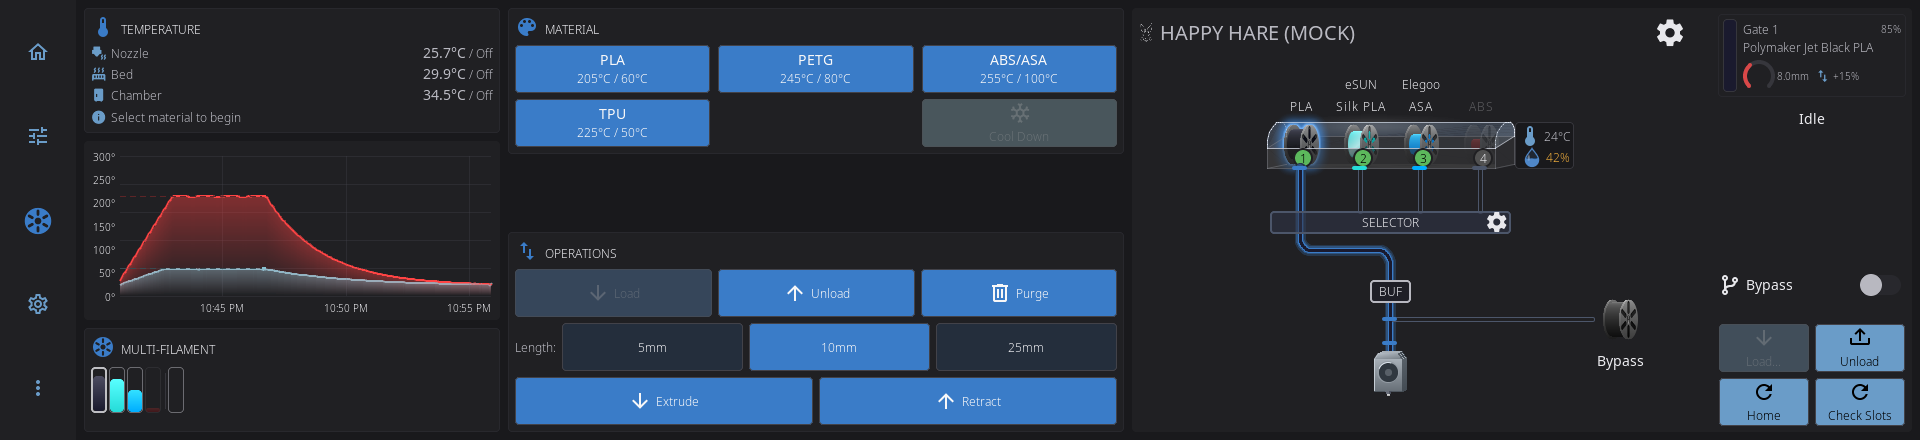 TEMPERATURE
Nozzle 25.7°C / Off
Bed 29.9°C / Off
Chamber 34.5°C / Off
Select material to begin
300°
250°
200°
150°
100°
50°
0°
10:45 PM 10:50 PM 10:55 PM
MULTI-FILAMENT
MATERIAL
PLA
205°C / 60°C
PETG
245°C / 80°C
ABS/ASA
255°C / 100°C
TPU
225°C / 50°C
Cool Down
OPERATIONS
Load
Unload
Purge
Length: 5mm 10mm 25mm
Extrude
Retract
HAPPY HARE (MOCK)
eSUN Elegoo
PLA Silk PLA ASA ABS
1 2 3 4
24°C
42%
SELECTOR
BUF
Bypass
Gate 1 85%
Polymaker Jet Black PLA
8.0mm +15%
Idle
Bypass
Load...
Unload
Home
Check Slots